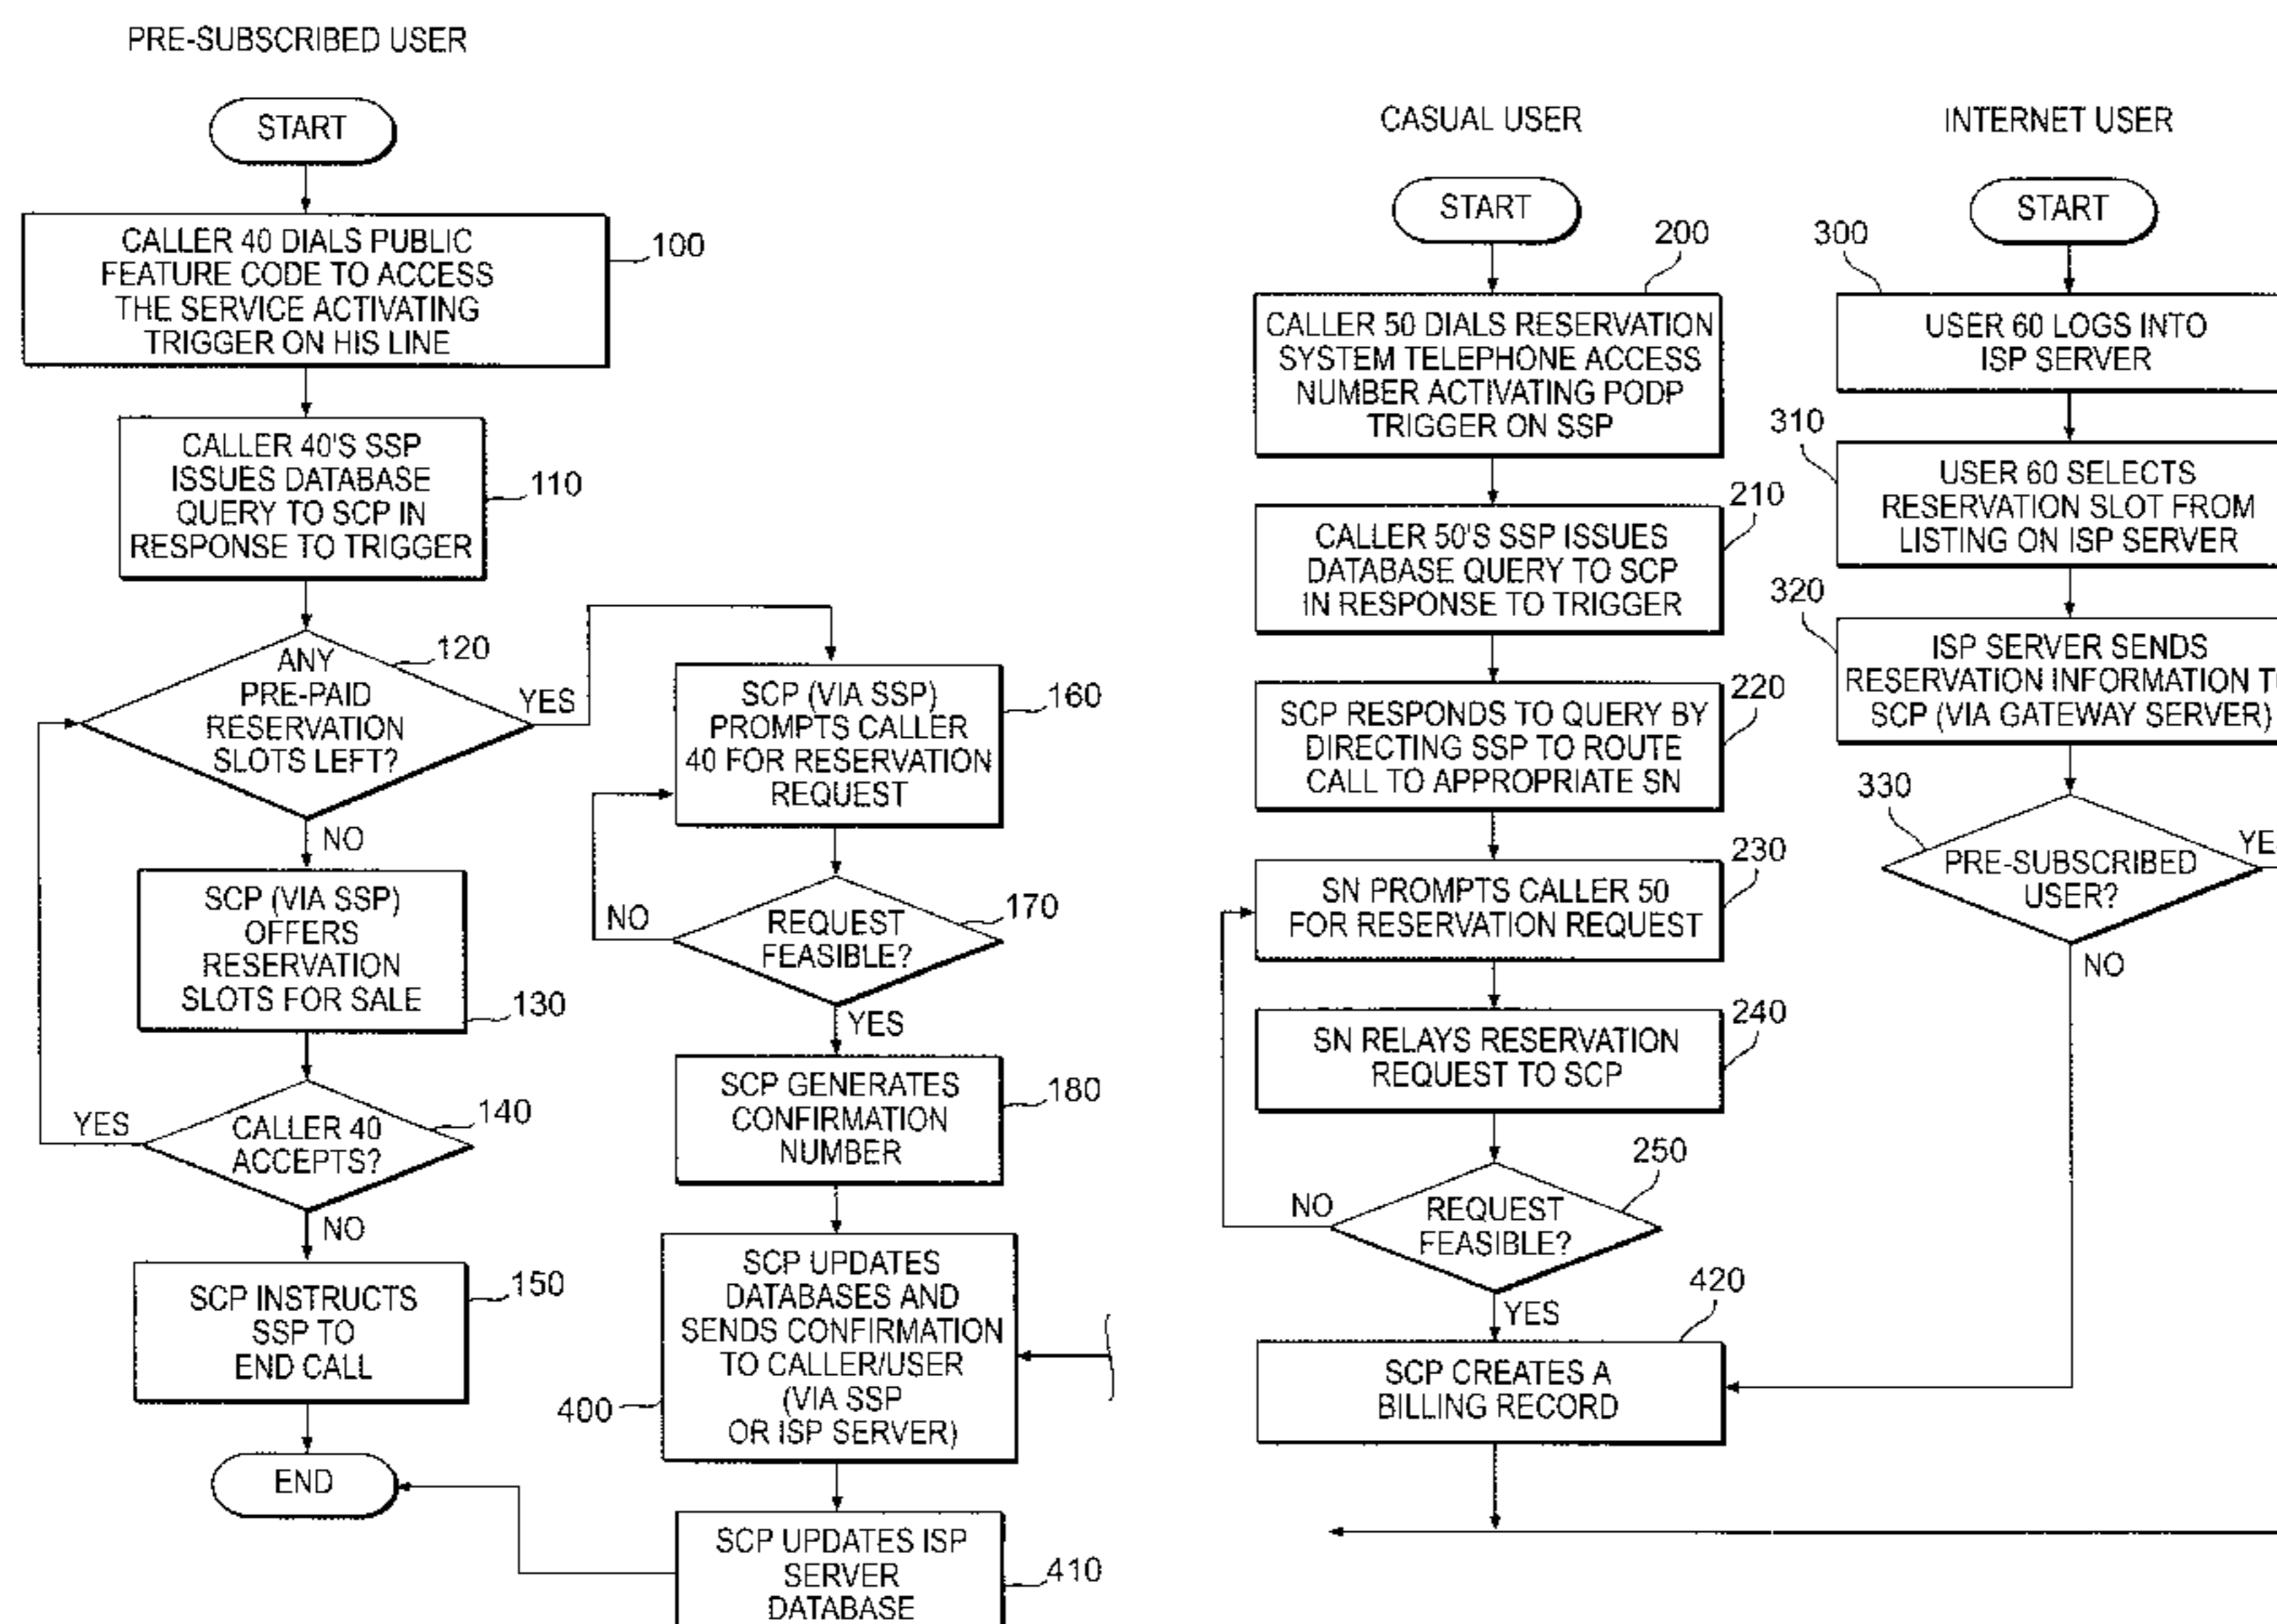 PRE-SUBSCRIBED USER
START
CALLER 40 DIALS PUBLIC
FEATURE CODE TO ACCESS
THE SERVICE ACTIVATING
TRIGGER ON HIS LINE
100
CALLER 40'S SSP
ISSUES DATABASE
QUERY TO SCP IN
RESPONSE TO TRIGGER
110
ANY
PRE-PAID
RESERVATION
SLOTS LEFT?
120
YES
NO
SCP (VIA SSP)
OFFERS
RESERVATION
SLOTS FOR SALE
130
CALLER 40
ACCEPTS?
140
YES
NO
SCP INSTRUCTS
SSP TO
END CALL
150
END
SCP (VIA SSP)
PROMPTS CALLER
40 FOR RESERVATION
REQUEST
160
REQUEST
FEASIBLE?
170
NO
YES
SCP GENERATES
CONFIRMATION
NUMBER
180
SCP UPDATES
DATABASES AND
SENDS CONFIRMATION
TO CALLER/USER
(VIA SSP
OR ISP SERVER)
400
SCP UPDATES ISP
SERVER
DATABASE
410
CASUAL USER
START
200
CALLER 50 DIALS RESERVATION
SYSTEM TELEPHONE ACCESS
NUMBER ACTIVATING PODP
TRIGGER ON SSP
210
CALLER 50'S SSP ISSUES
DATABASE QUERY TO SCP
IN RESPONSE TO TRIGGER
220
SCP RESPONDS TO QUERY BY
DIRECTING SSP TO ROUTE
CALL TO APPROPRIATE SN
230
SN PROMPTS CALLER 50
FOR RESERVATION REQUEST
240
SN RELAYS RESERVATION
REQUEST TO SCP
250
REQUEST
FEASIBLE?
NO
YES
420
SCP CREATES A
BILLING RECORD
INTERNET USER
START
300
USER 60 LOGS INTO
ISP SERVER
310
USER 60 SELECTS
RESERVATION SLOT FROM
LISTING ON ISP SERVER
320
ISP SERVER SENDS
RESERVATION INFORMATION
SCP (VIA GATEWAY SERVER)
330
PRE-SUBSCRIBED
USER?
NO